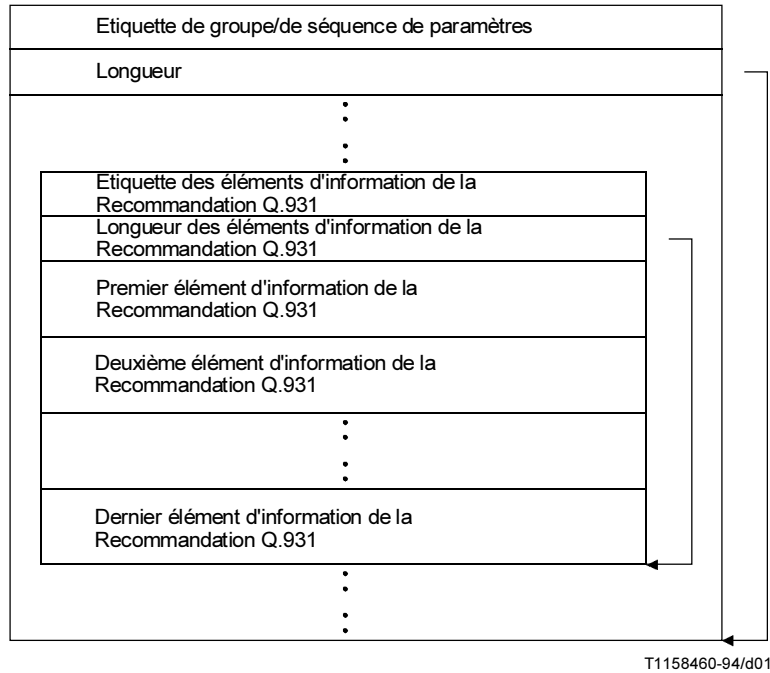 Etiquette de groupe/de séquence de paramètres
Longueur
Etiquette des éléments d'information de la
Recommandation Q.931
Longueur des éléments d'information de la
Recommandation Q.931
Premier élément d'information de la
Recommandation Q.931
Deuxième élément d'information de la
Recommandation Q.931
Dernier élément d'information de la
Recommandation Q.931
T1158460-94/d01